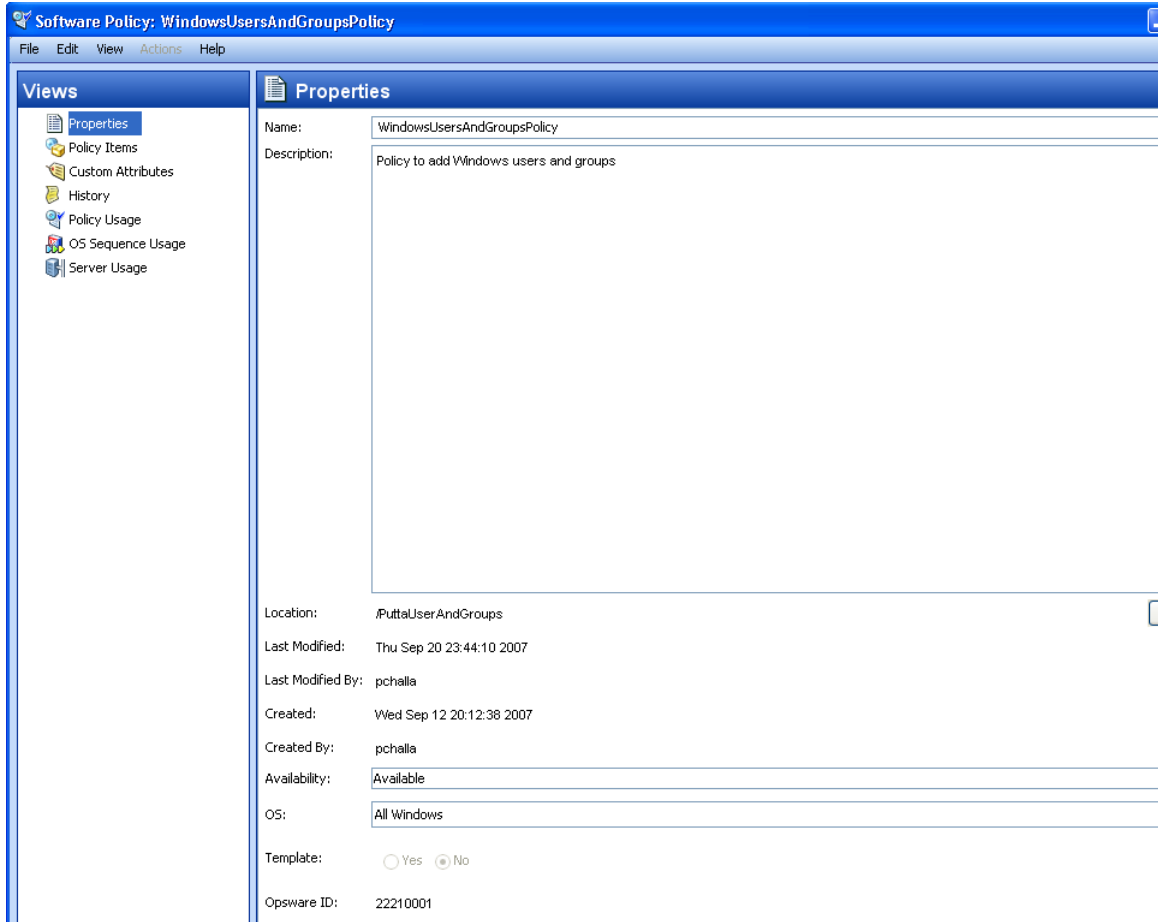 Software Policy: WindowsUsersAndGroupsPolicy
File Edit View Actions Help
Views
Properties
Policy Items
Custom Attributes
History
Policy Usage
OS Sequence Usage
Server Usage
Properties
Name: WindowsUsersAndGroupsPolicy
Description: Policy to add Windows users and groups
Location: /PuttaUserAndGroups
Last Modified: Thu Sep 20 23:44:10 2007
Last Modified By: pchalla
Created: Wed Sep 12 20:12:38 2007
Created By: pchalla
Availability: Available
OS: All Windows
Template: Yes No
Opsware ID: 22210001